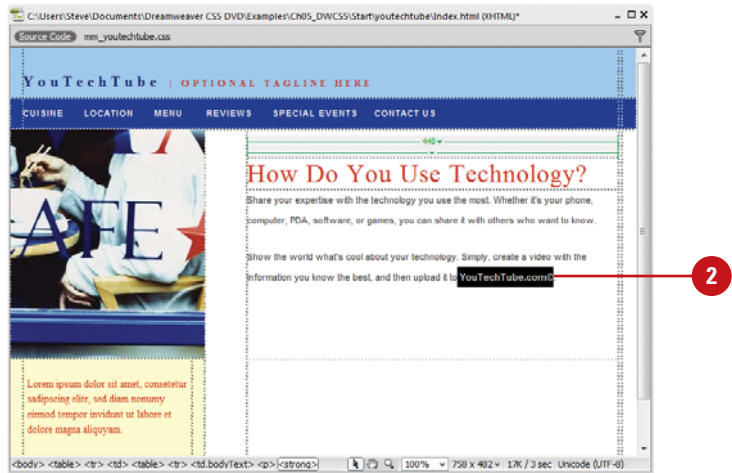 C:\Users\Steve\Documents\Dreamweaver CS5 DVD\Examples\Ch05_DWCS5\Start\youtechtube\index.html (XHTML)*
Source Code mm_youtechtube.css
YouTechTube | OPTIONAL TAGLINE HERE
CUISINE LOCATION MENU REVIEWS SPECIAL EVENTS CONTACT US
440
How Do You Use Technology?
Share your expertise with the technology you use the most. Whether it's your phone,
computer, PDA, software, or games, you can share it with others who want to know.
Show the world what's cool about your technology. Simply, create a video with the
information you know the best, and then upload it to YouTechTube.com©
2
AFE
Lorem ipsum dolor sit amet, consetetur
sadipscing elitr, sed diam nonumy
eirmod tempor invidunt ut labore et
dolore magna aliquyam.
<body> <table> <tr> <td> <table> <tr> <td.bodyText> <p> <strong> 100% 758 x 482 17K / 3 sec Unicode (UTF-8)